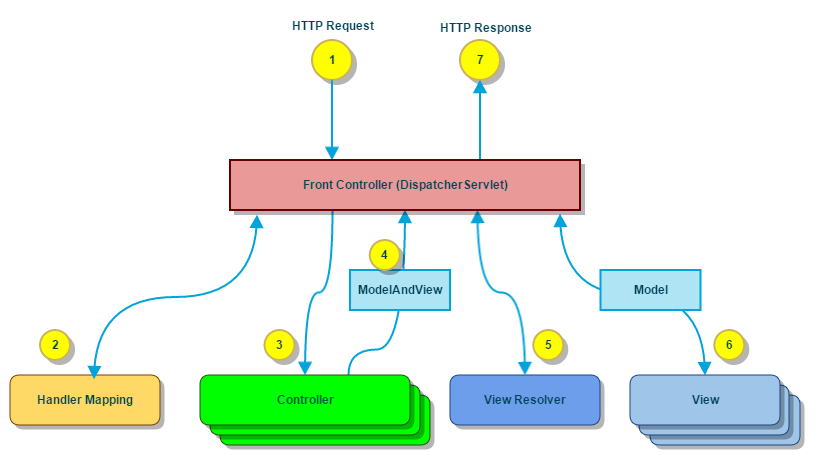 HTTP Request
HTTP Response
1
7
Front Controller (DispatcherServlet)
4
ModelAndView
Model
2
3
5
6
Handler Mapping
Controller
View Resolver
View